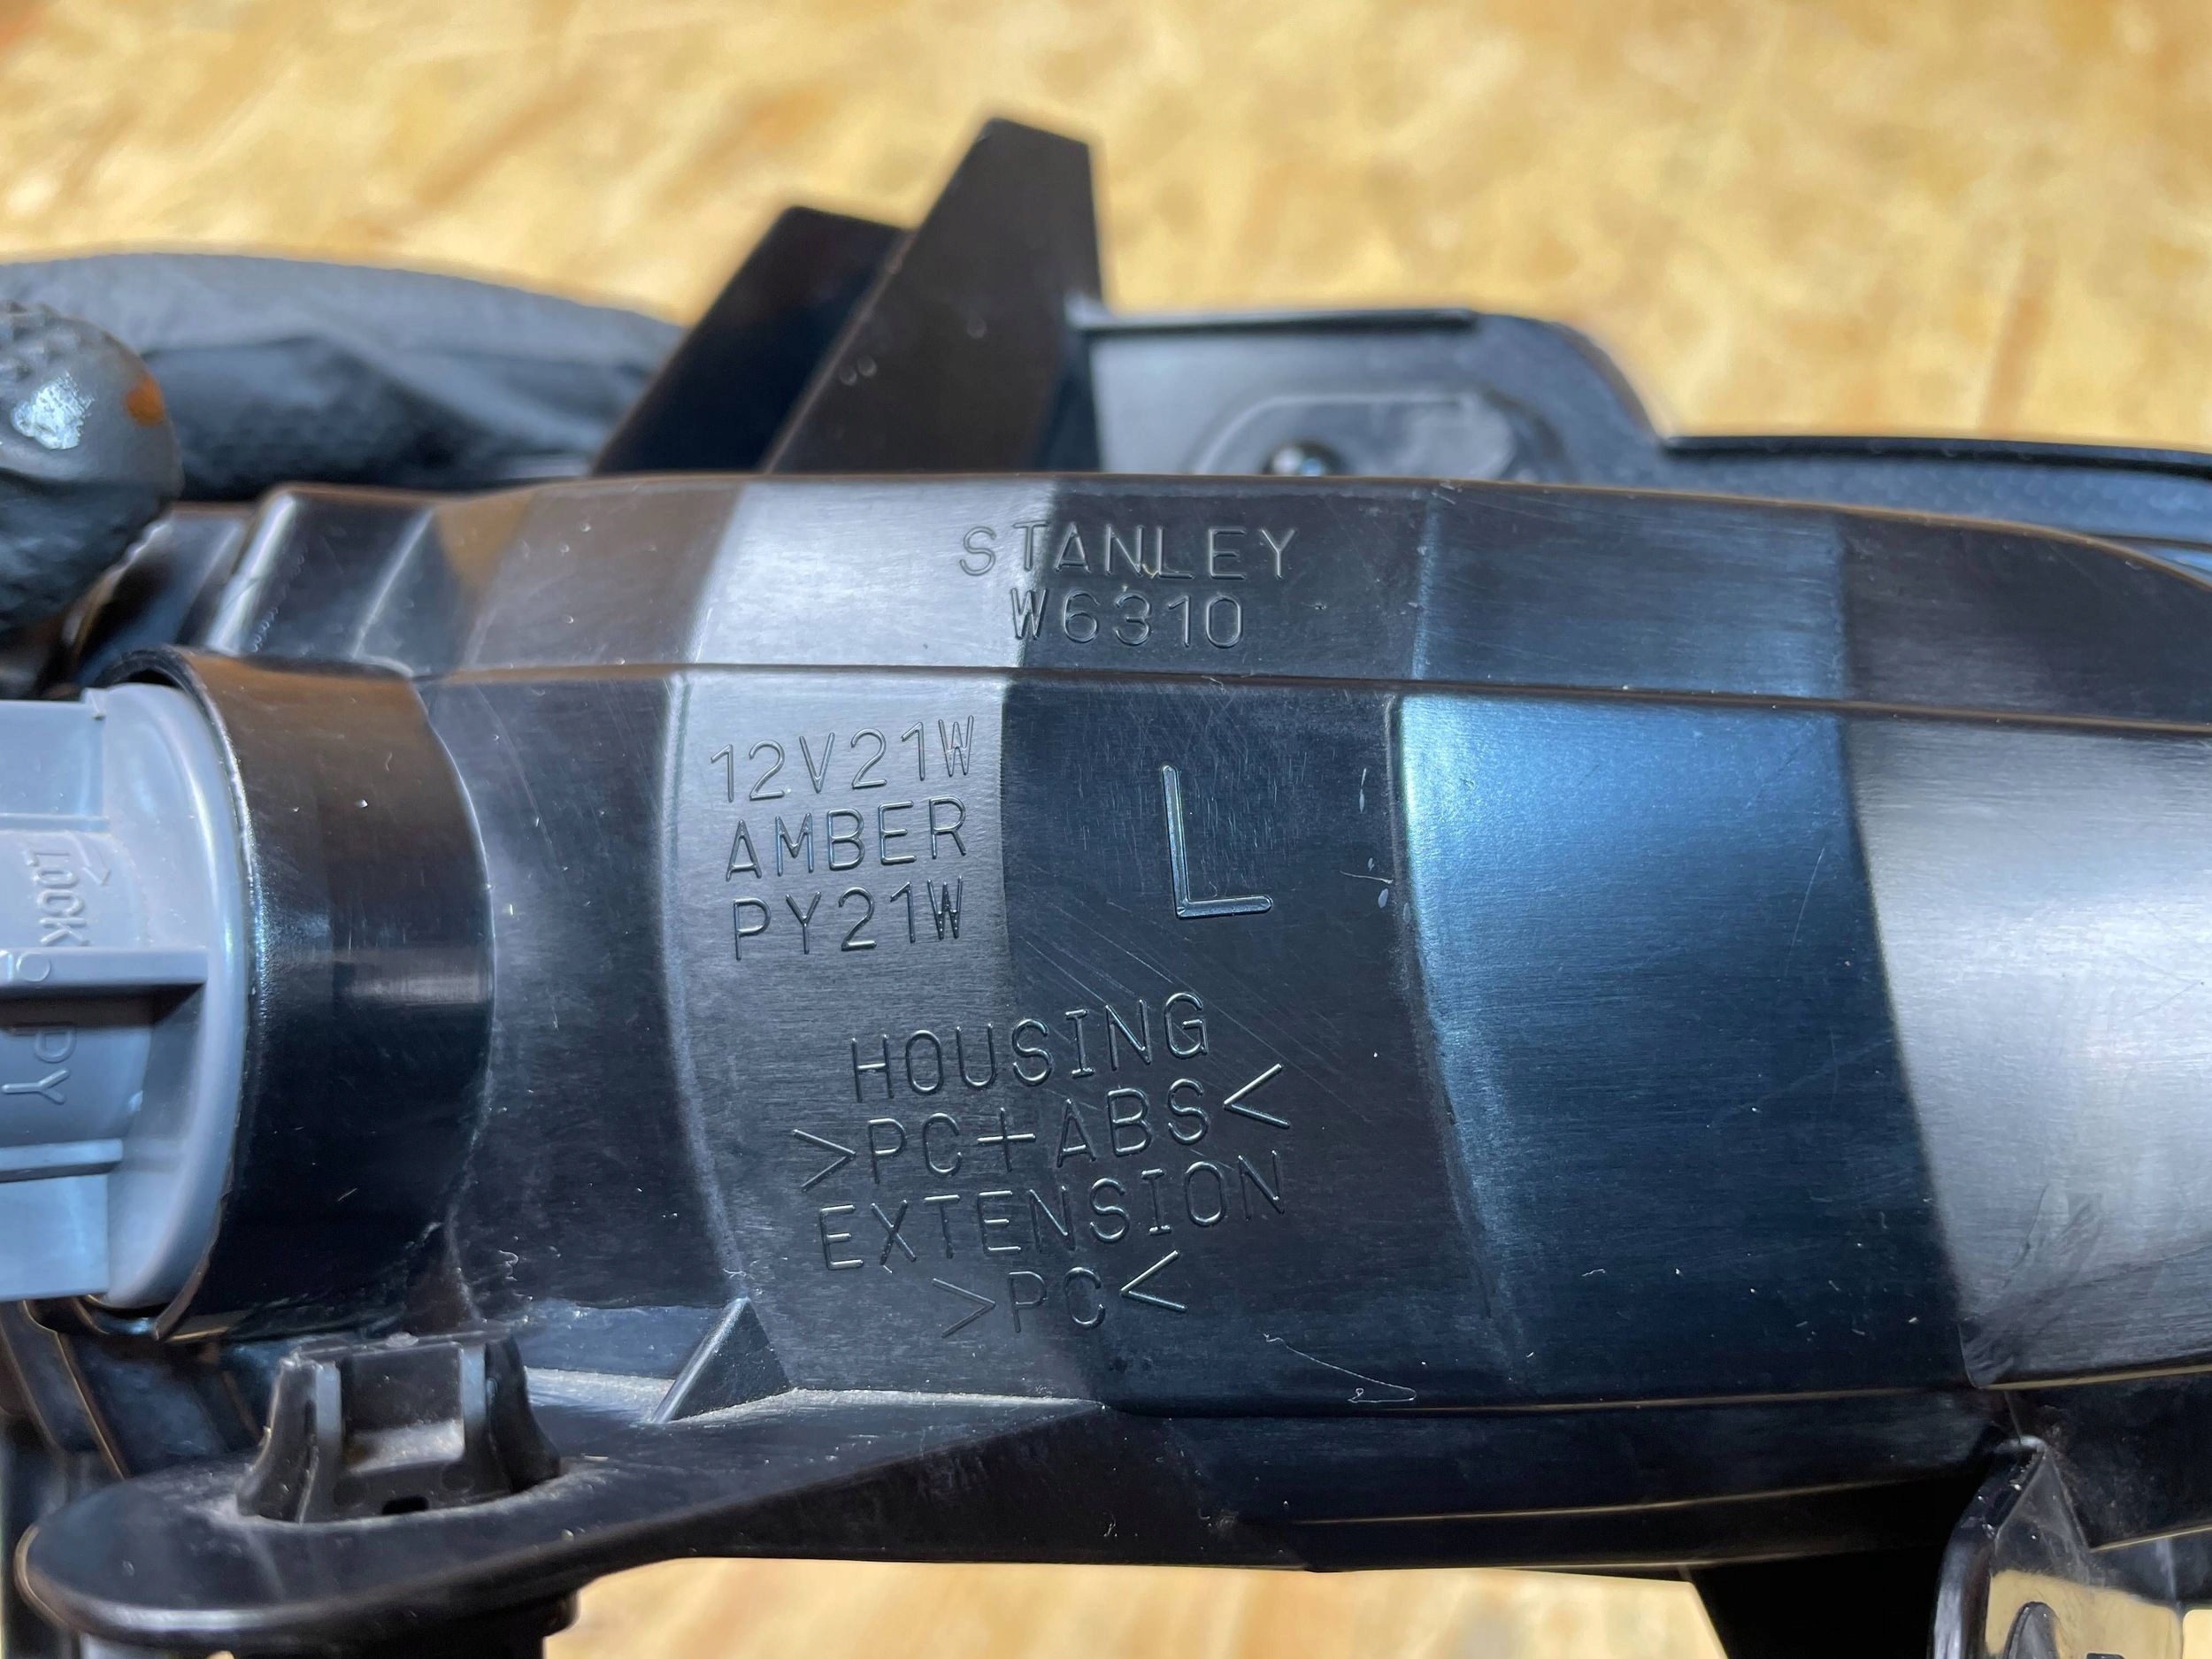 STANLEY
W6310
12V21W
AMBER
PY21W
L
HOUSING
>PC+ABS<
EXTENSION
>PC<
LOCK